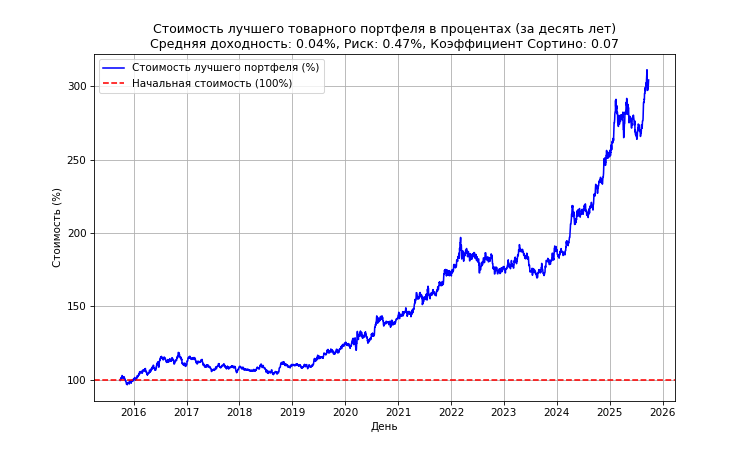 Стоимость лучшего товарного портфеля в процентах (за десять лет)
Средняя доходность: 0.04%, Риск: 0.47%, Коэффициент Сортино: 0.07
Стоимость лучшего портфеля (%)
Начальная стоимость (100%)
Стоимость (%)
300
250
200
150
100
2016 2017 2018 2019 2020 2021 2022 2023 2024 2025 2026
День